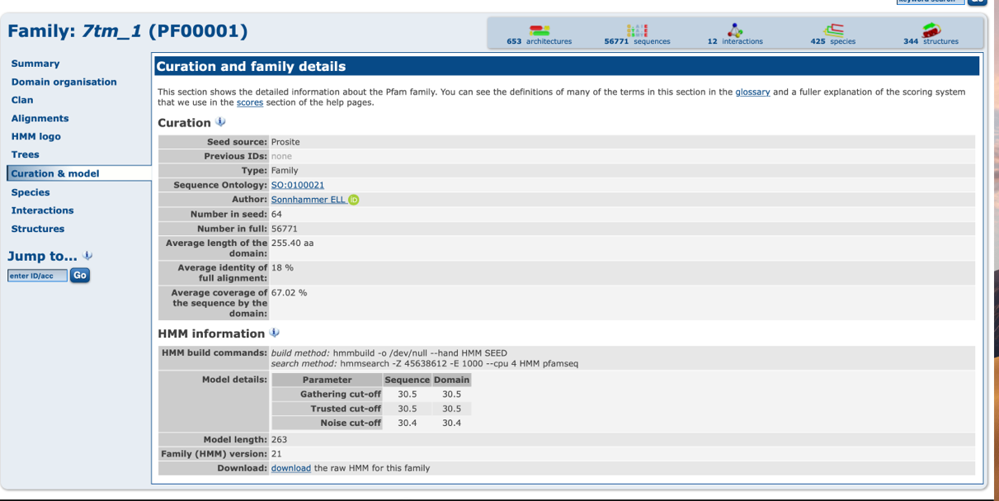 keyword search Go
Family: 7tm_1 (PF00001)
653 architectures 56771 sequences 12 interactions 425 species 344 structures
Summary
Domain organisation
Clan
Alignments
HMM logo
Trees
Curation & model
Species
Interactions
Structures
Jump to...
enter ID/acc Go
Curation and family details
This section shows the detailed information about the Pfam family. You can see the definitions of many of the terms in this section in the glossary and a fuller explanation of the scoring system
that we use in the scores section of the help pages.
Curation
Seed source: Prosite
Previous IDs: none
Type: Family
Sequence Ontology: SO:0100021
Author: Sonnhammer ELL iD
Number in seed: 64
Number in full: 56771
Average length of the 255.40 aa
domain:
Average identity of 18 %
full alignment:
Average coverage of 67.02 %
the sequence by the
domain:
HMM information
HMM build commands: build method: hmmbuild -o /dev/null --hand HMM SEED
search method: hmmsearch -Z 45638612 -E 1000 --cpu 4 HMM pfamseq
Model details: Parameter Sequence Domain
Gathering cut-off 30.5 30.5
Trusted cut-off 30.5 30.5
Noise cut-off 30.4 30.4
Model length: 263
Family (HMM) version: 21
Download: download the raw HMM for this family